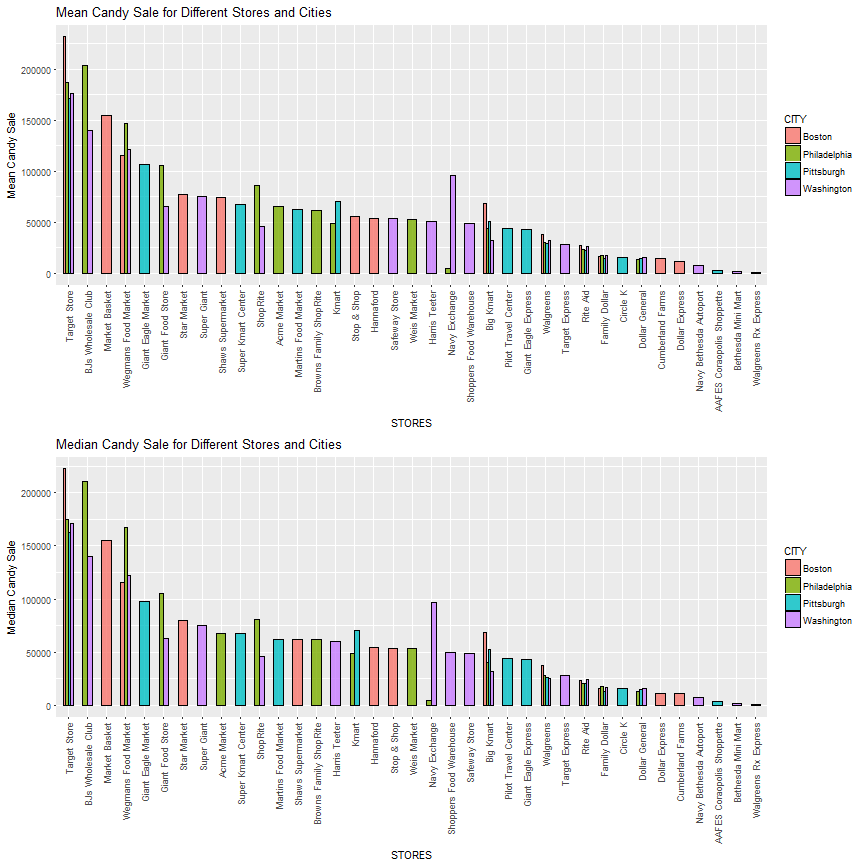 Mean Candy Sale for Different Stores and Cities
Mean Candy Sale
200000
150000
100000
50000
0
Target Store
BJs Wholesale Club
Market Basket
Wegmans Food Market
Giant Eagle Market
Giant Food Store
Star Market
Super Giant
Shaws Supermarket
Super Kmart Center
ShopRite
Acme Market
Martins Food Market
Browns Family ShopRite
Kmart
Stop & Shop
Hannaford
Safeway Store
Weis Market
Harris Teeter
Navy Exchange
Shoppers Food Warehouse
Big Kmart
Pilot Travel Center
Giant Eagle Express
Walgreens
Target Express
Rite Aid
Family Dollar
Circle K
Dollar General
Cumberland Farms
Dollar Express
Navy Bethesda Autoport
AAFES Coraopolis Shoppette
Bethesda Mini Mart
Walgreens Rx Express
STORES
CITY
Boston
Philadelphia
Pittsburgh
Washington
Median Candy Sale for Different Stores and Cities
Median Candy Sale
200000
150000
100000
50000
0
Target Store
BJs Wholesale Club
Market Basket
Wegmans Food Market
Giant Eagle Market
Giant Food Store
Star Market
Super Giant
Acme Market
Super Kmart Center
ShopRite
Martins Food Market
Shaws Supermarket
Browns Family ShopRite
Harris Teeter
Kmart
Hannaford
Stop & Shop
Weis Market
Navy Exchange
Shoppers Food Warehouse
Safeway Store
Big Kmart
Pilot Travel Center
Giant Eagle Express
Walgreens
Target Express
Rite Aid
Family Dollar
Circle K
Dollar General
Dollar Express
Cumberland Farms
Navy Bethesda Autoport
AAFES Coraopolis Shoppette
Bethesda Mini Mart
Walgreens Rx Express
STORES
CITY
Boston
Philadelphia
Pittsburgh
Washington